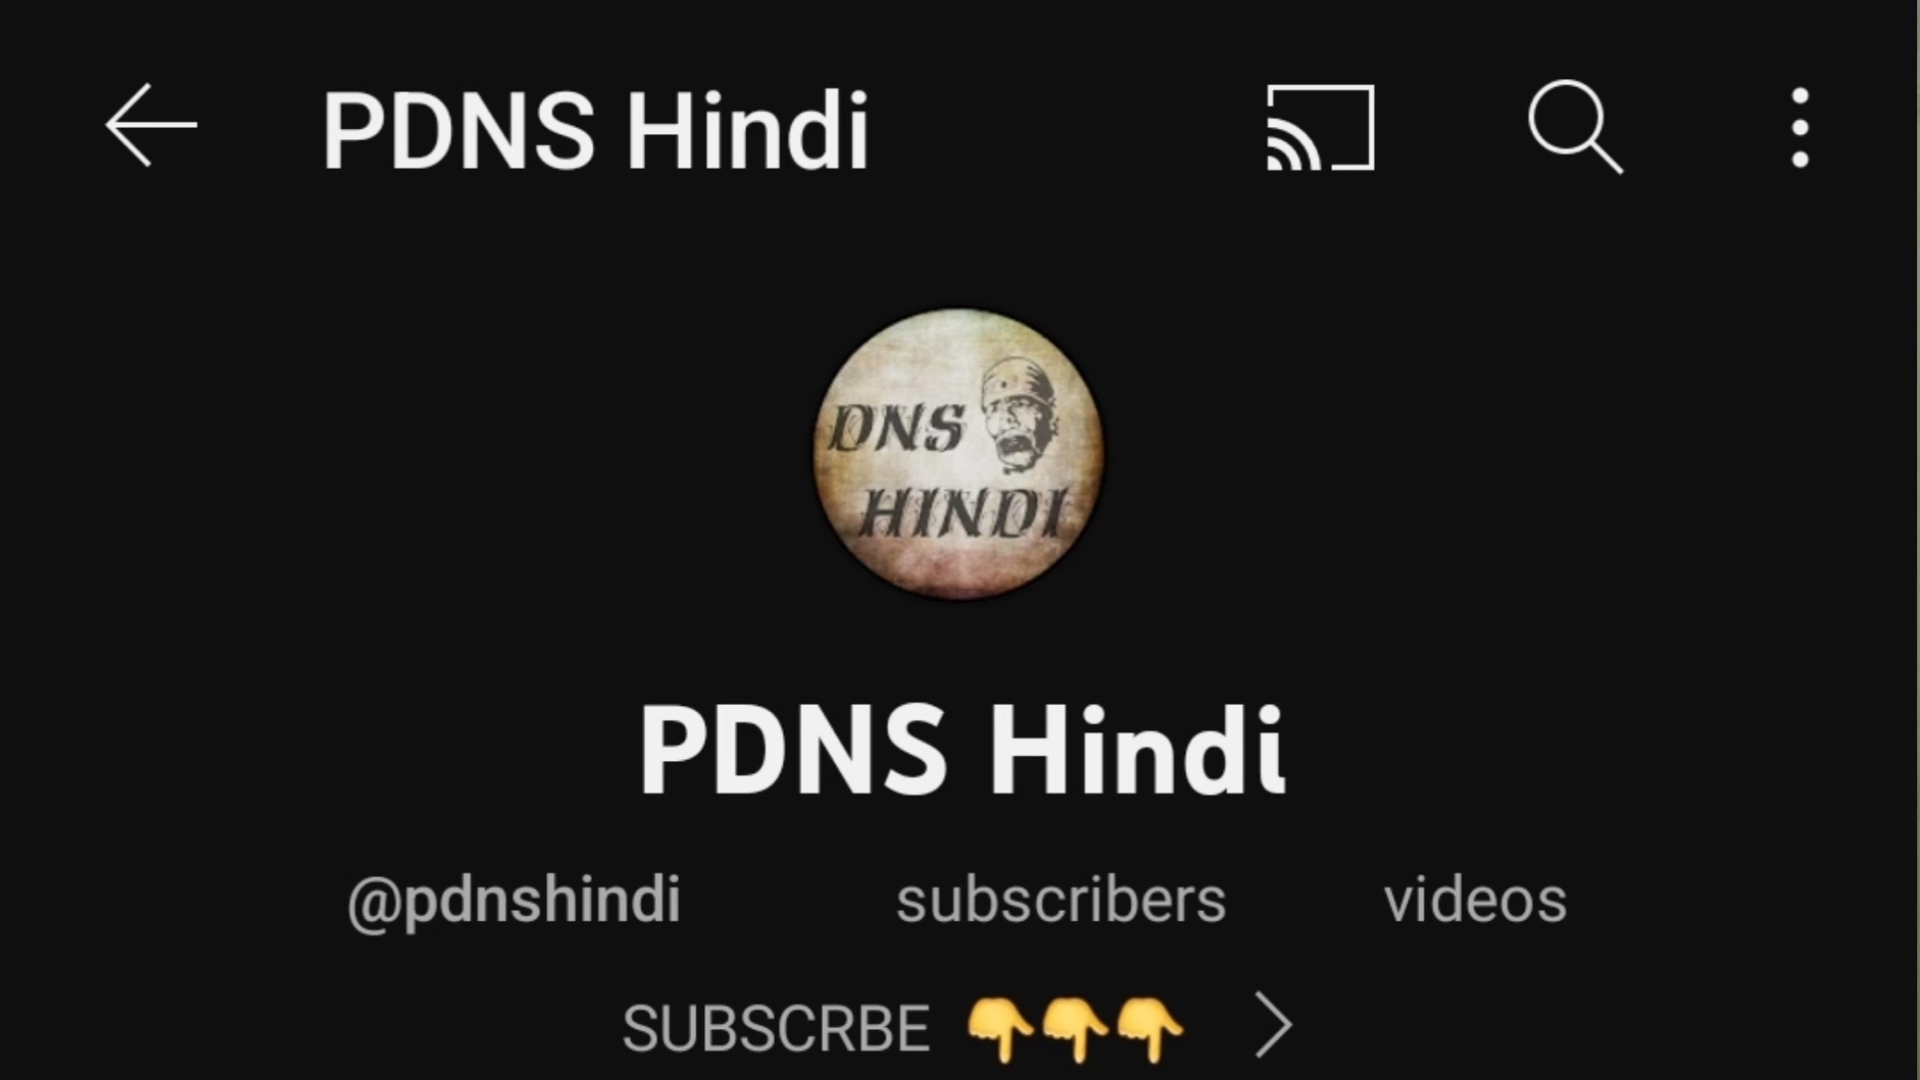 PDNS Hindi
DNS
HINDI
PDNS Hindi
@pdnshindi subscribers videos
SUBSCRBE 👇👇👇